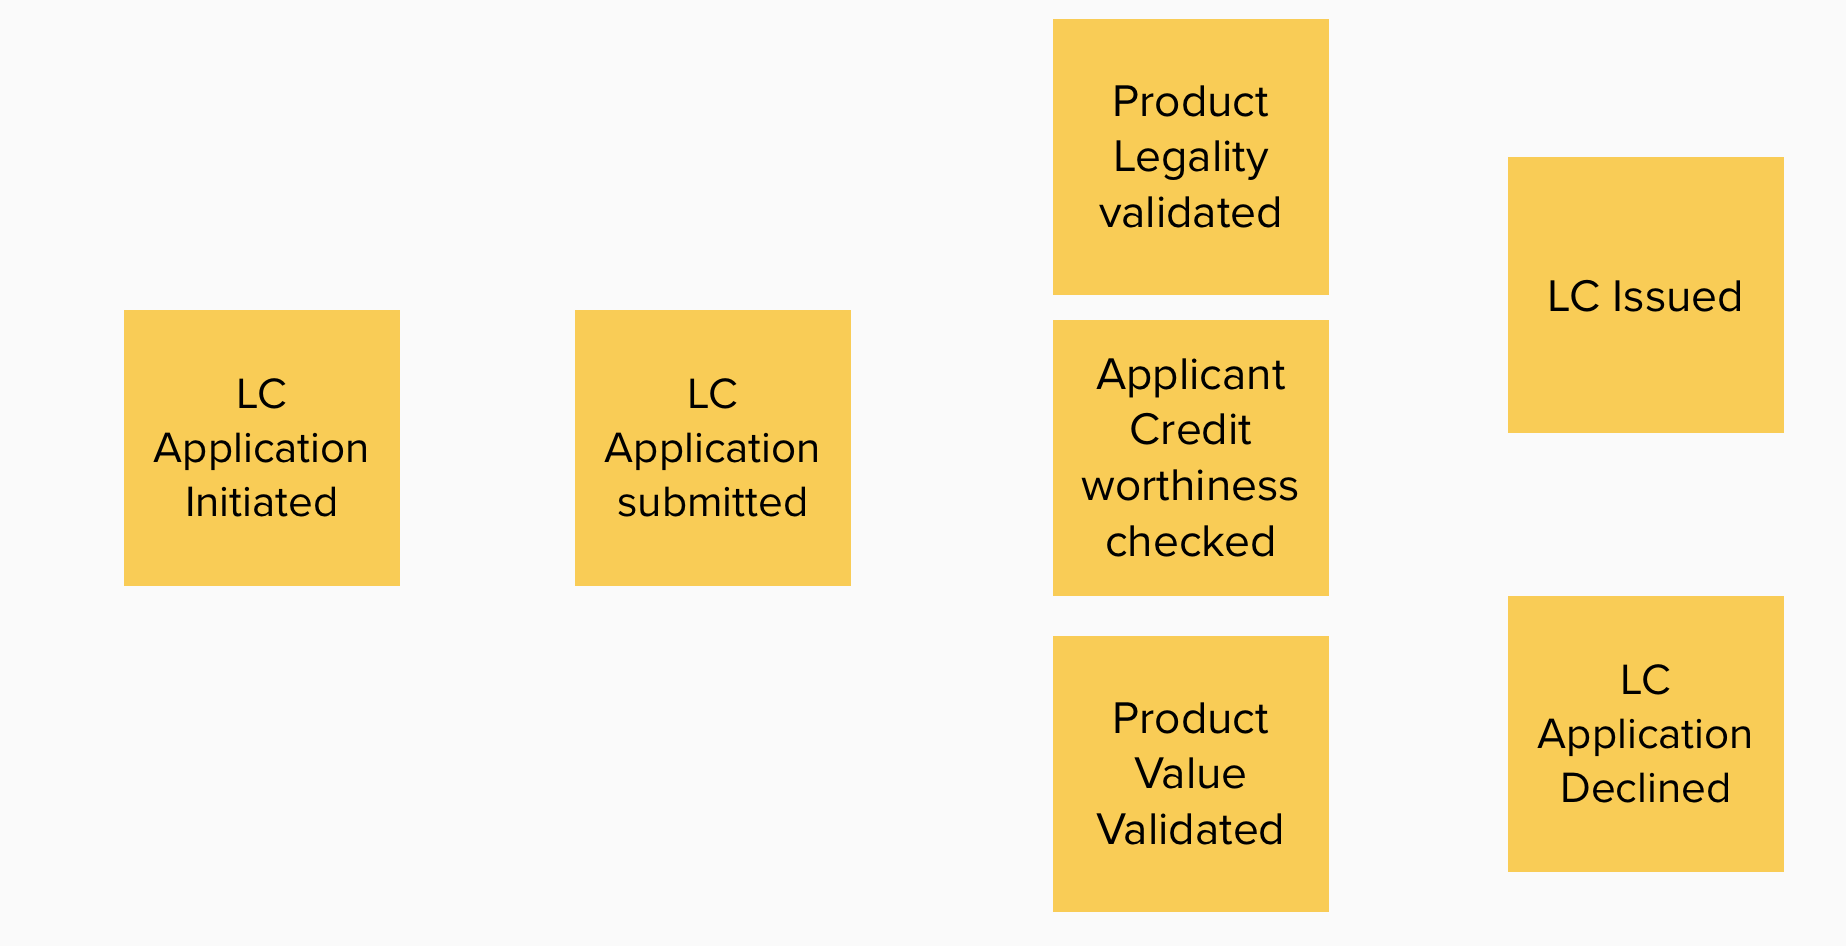 LC
Application
Initiated
LC
Application
submitted
Product
Legality
validated
Applicant
Credit
worthiness
checked
Product
Value
Validated
LC Issued
LC
Application
Declined